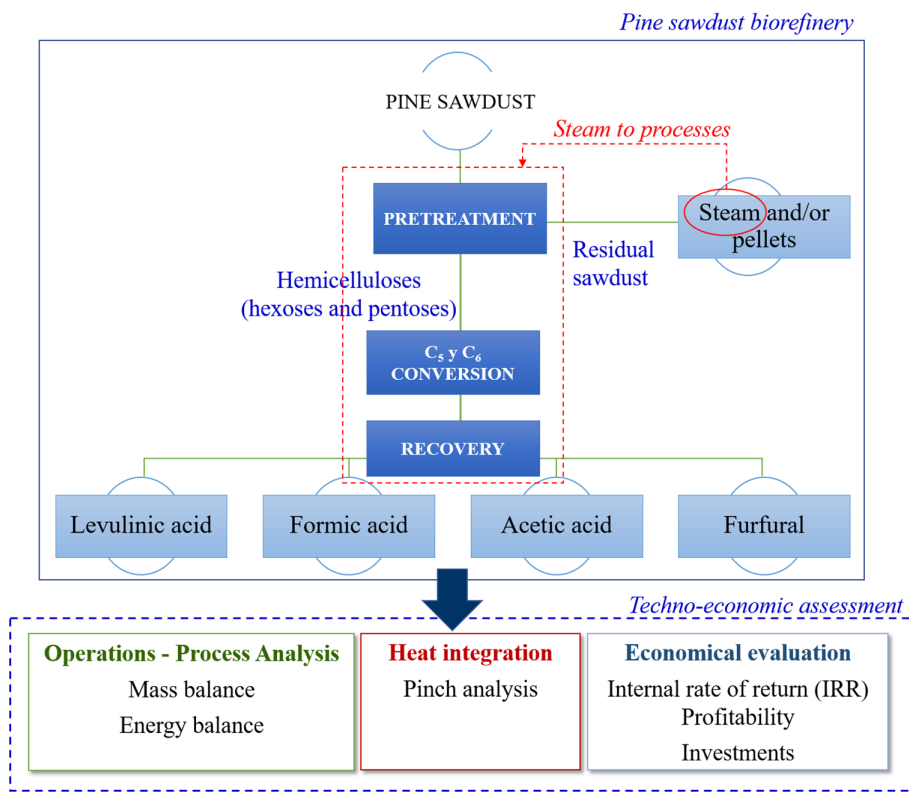 Pine sawdust biorefinery
PINE SAWDUST
Steam to processes
PRETREATMENT
Steam and/or
pellets
Residual
sawdust
Hemicelluloses
(hexoses and pentoses)
C₅ y C₆
CONVERSION
RECOVERY
Levulinic acid
Formic acid
Acetic acid
Furfural
Techno-economic assessment
Operations - Process Analysis
Mass balance
Energy balance
Heat integration
Pinch analysis
Economical evaluation
Internal rate of return (IRR)
Profitability
Investments